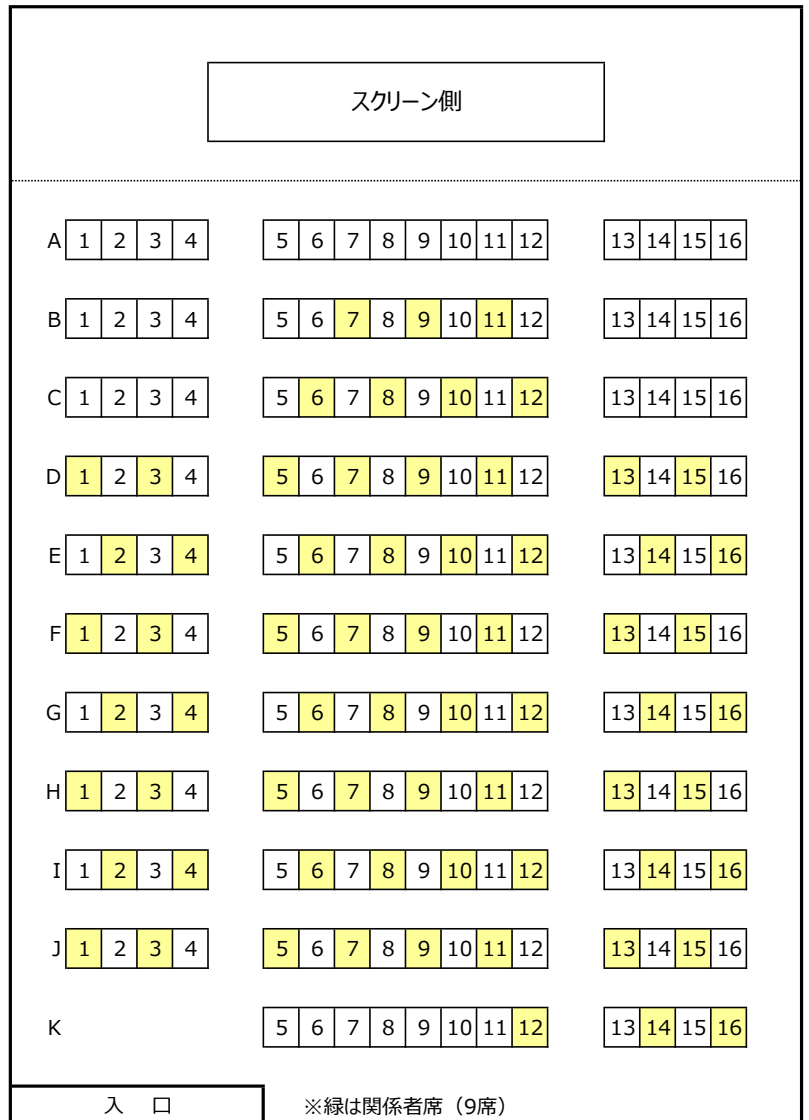 スクリーン側
A 1 2 3 4 5 6 7 8 9 10 11 12 13 14 15 16
B 1 2 3 4 5 6 7 8 9 10 11 12 13 14 15 16
C 1 2 3 4 5 6 7 8 9 10 11 12 13 14 15 16
D 1 2 3 4 5 6 7 8 9 10 11 12 13 14 15 16
E 1 2 3 4 5 6 7 8 9 10 11 12 13 14 15 16
F 1 2 3 4 5 6 7 8 9 10 11 12 13 14 15 16
G 1 2 3 4 5 6 7 8 9 10 11 12 13 14 15 16
H 1 2 3 4 5 6 7 8 9 10 11 12 13 14 15 16
I 1 2 3 4 5 6 7 8 9 10 11 12 13 14 15 16
J 1 2 3 4 5 6 7 8 9 10 11 12 13 14 15 16
K 5 6 7 8 9 10 11 12 13 14 15 16
入 口 ※緑は関係者席（9席）